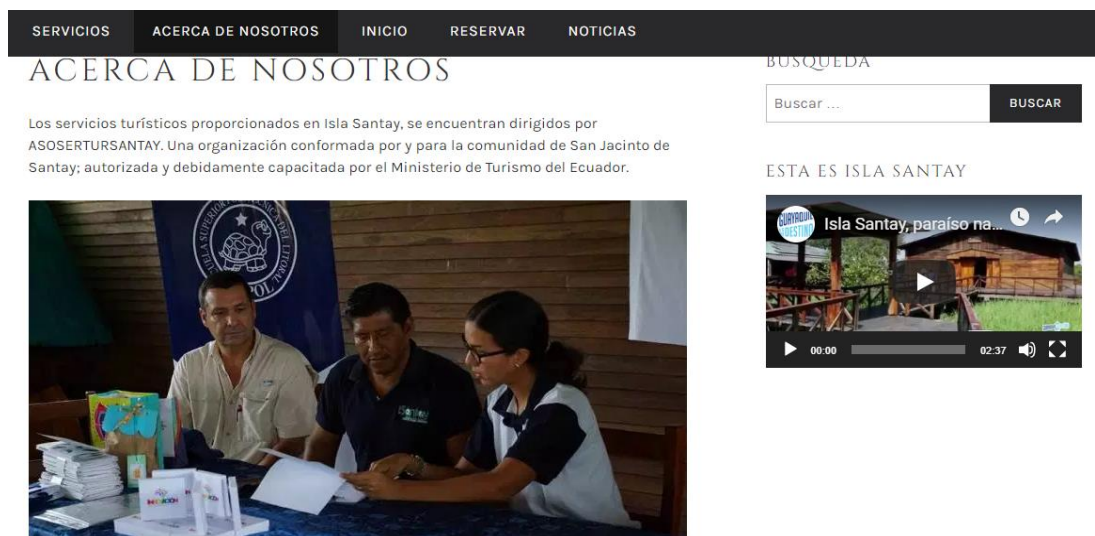 SERVICIOS
ACERCA DE NOSOTROS
INICIO
RESERVAR
NOTICIAS
ACERCA DE NOSOTROS
Los servicios turísticos proporcionados en Isla Santay, se encuentran dirigidos por
ASOSERTURSANTAY. Una organización conformada por y para la comunidad de San Jacinto de
Santay; autorizada y debidamente capacitada por el Ministerio de Turismo del Ecuador.
BÚSQUEDA
Buscar ...
BUSCAR
ESTA ES ISLA SANTAY
Isla Santay, paraíso na...
GUAYAQUIL
DESTINO
00:00
02:37